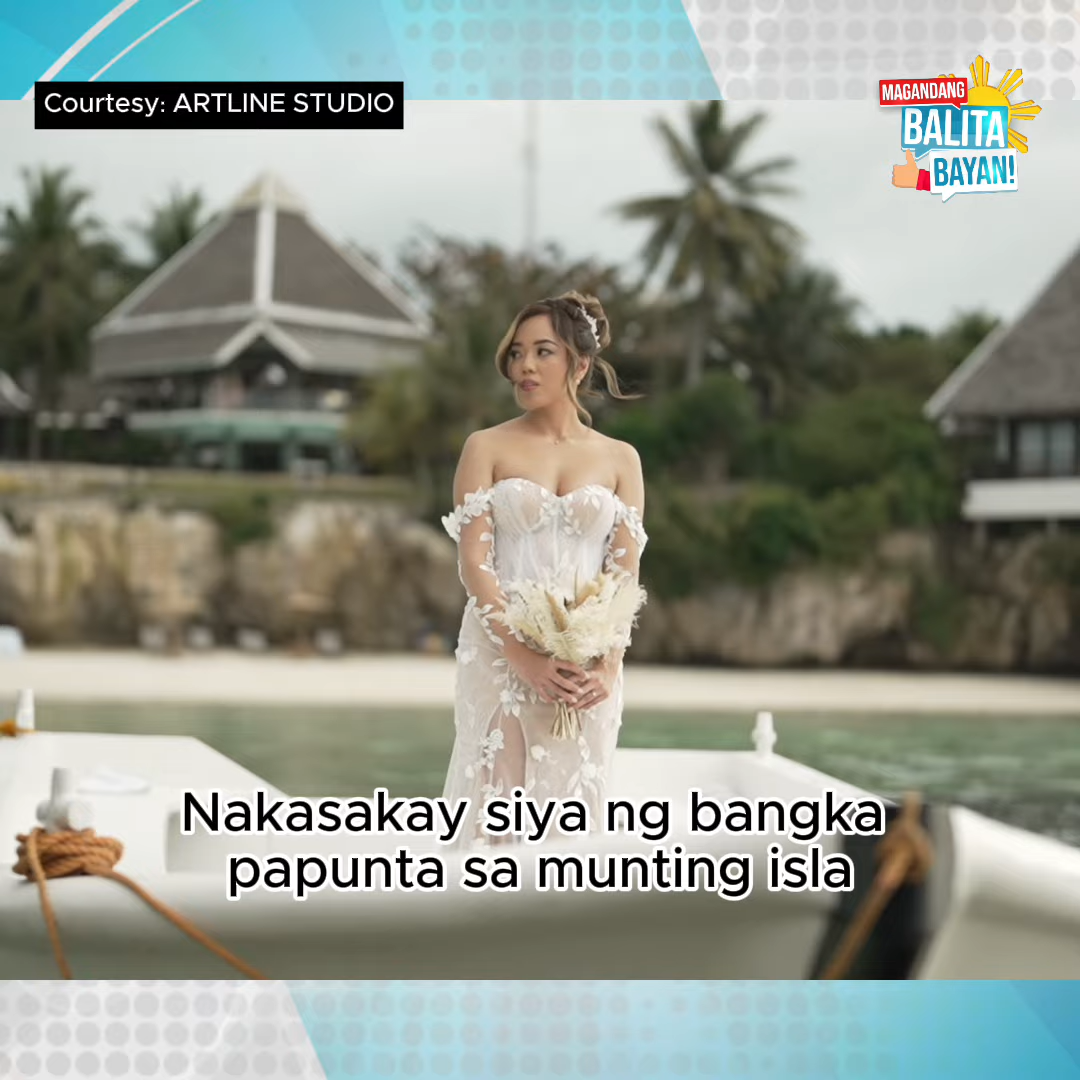 Courtesy: ARTLINE STUDIO
MAGANDANG
BALITA
BAYAN!
Nakasakay siya ng bangka
papunta sa munting isla